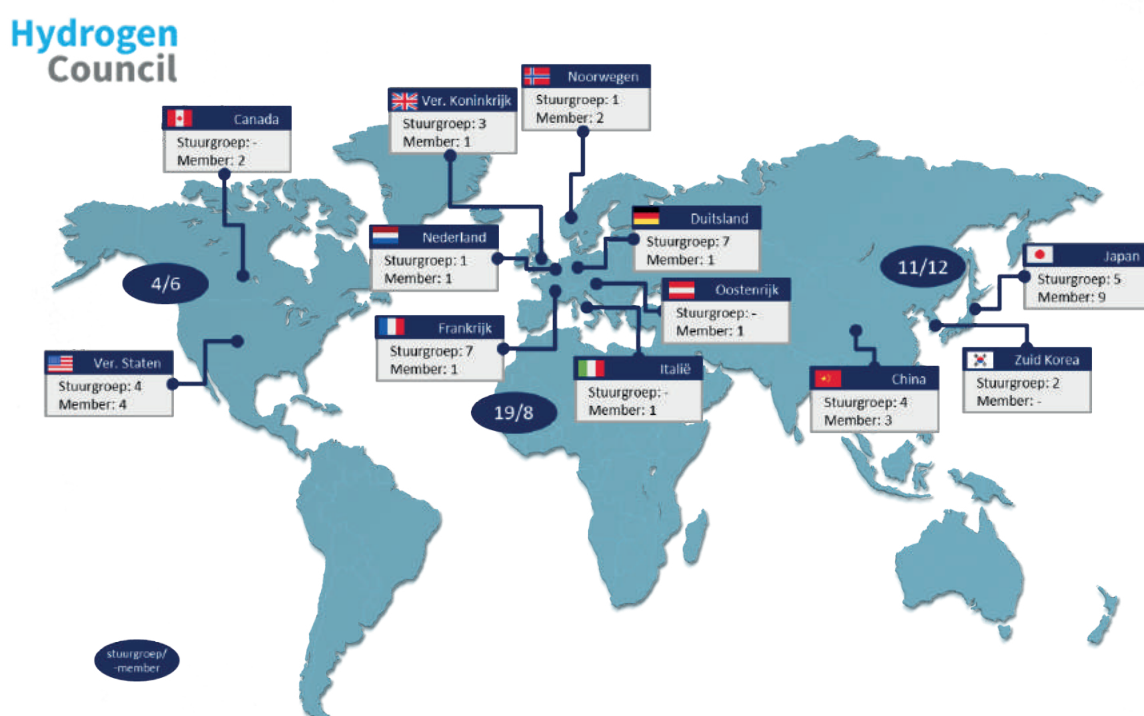 Hydrogen
Council
Noorwegen
Stuurgroep: 1
Member: 2
Ver. Koninkrijk
Stuurgroep: 3
Member: 1
Canada
Stuurgroep: -
Member: 2
Duitsland
Stuurgroep: 7
Member: 1
Nederland
Stuurgroep: 1
Member: 1
4/6
11/12
Japan
Stuurgroep: 5
Member: 9
Oostenrijk
Stuurgroep: -
Member: 1
Frankrijk
Stuurgroep: 7
Member: 1
Ver. Staten
Stuurgroep: 4
Member: 4
19/8
Italië
Stuurgroep: -
Member: 1
China
Stuurgroep: 4
Member: 3
Zuid Korea
Stuurgroep: 2
Member: -
stuurgroep/
-member